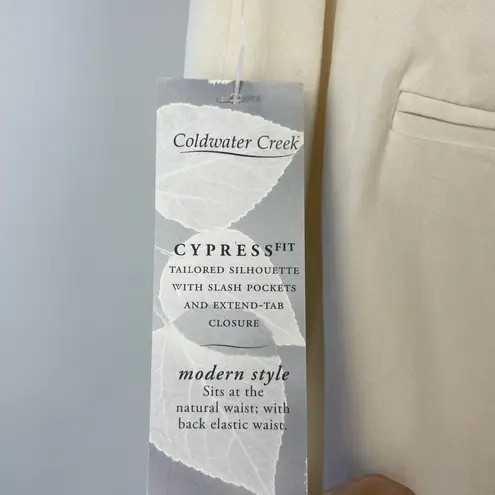 Coldwater Creek
CYPRESSFIT
TAILORED SILHOUETTE
WITH SLASH POCKETS
AND EXTEND-TAB
CLOSURE
modern style
Sits at the
natural waist; with
back elastic waist.